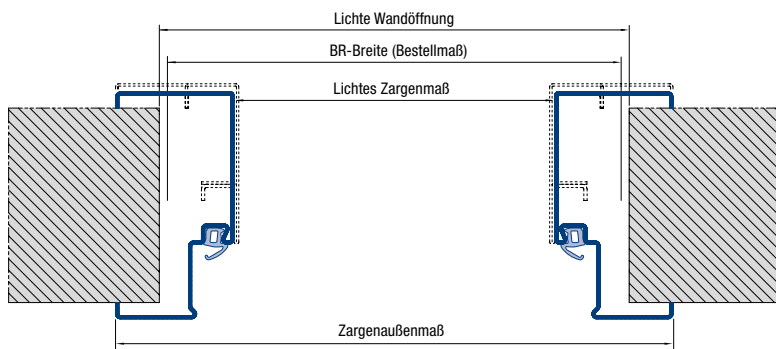 Lichte Wandöffnung
BR-Breite (Bestellmaß)
Lichtes Zargenmaß
Zargenaußenmaß